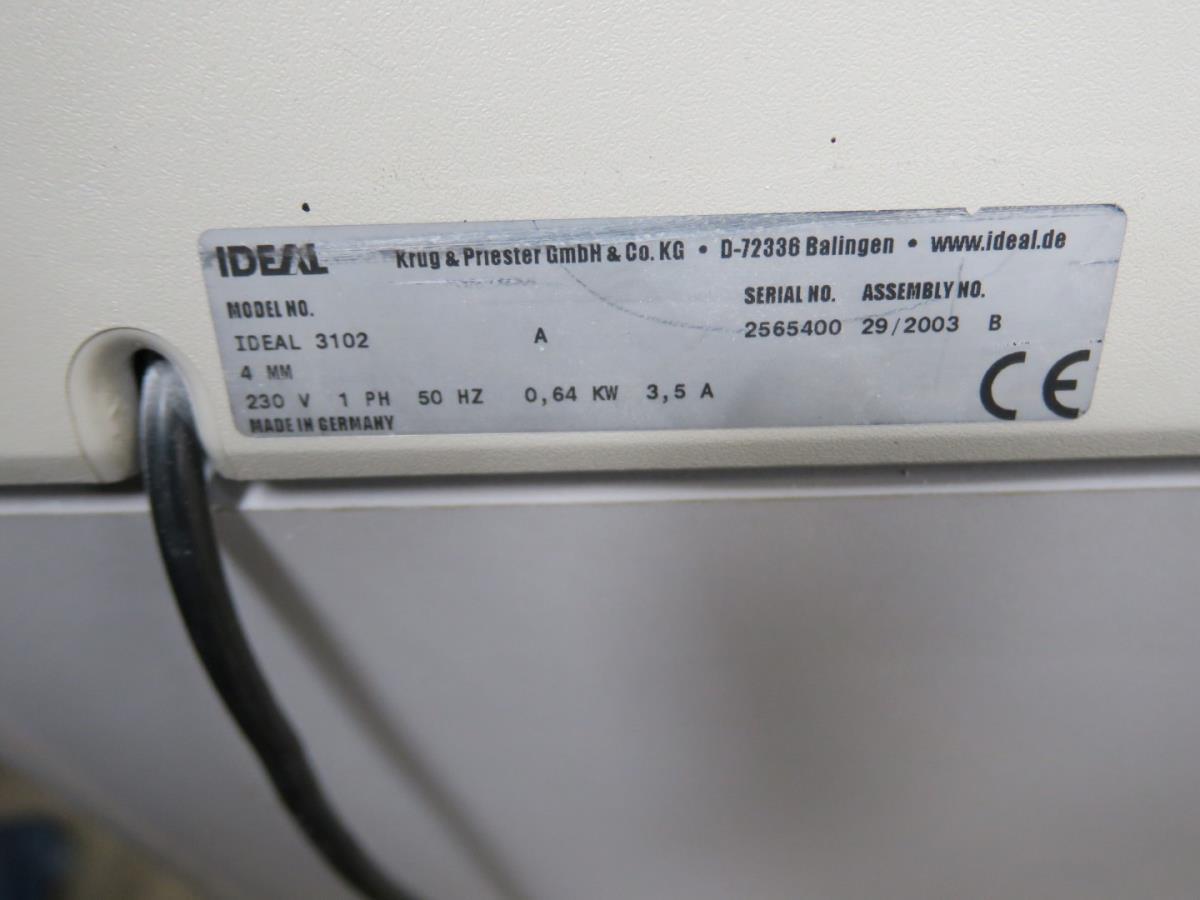 IDEAL Krug & Priester GmbH & Co. KG • D-72336 Balingen • www.ideal.de
MODEL NO. SERIAL NO. ASSEMBLY NO.
IDEAL 3102 A 2565400 29/2003 B
4 MM
230 V 1 PH 50 HZ 0,64 KW 3,5 A
MADE IN GERMANY
CE